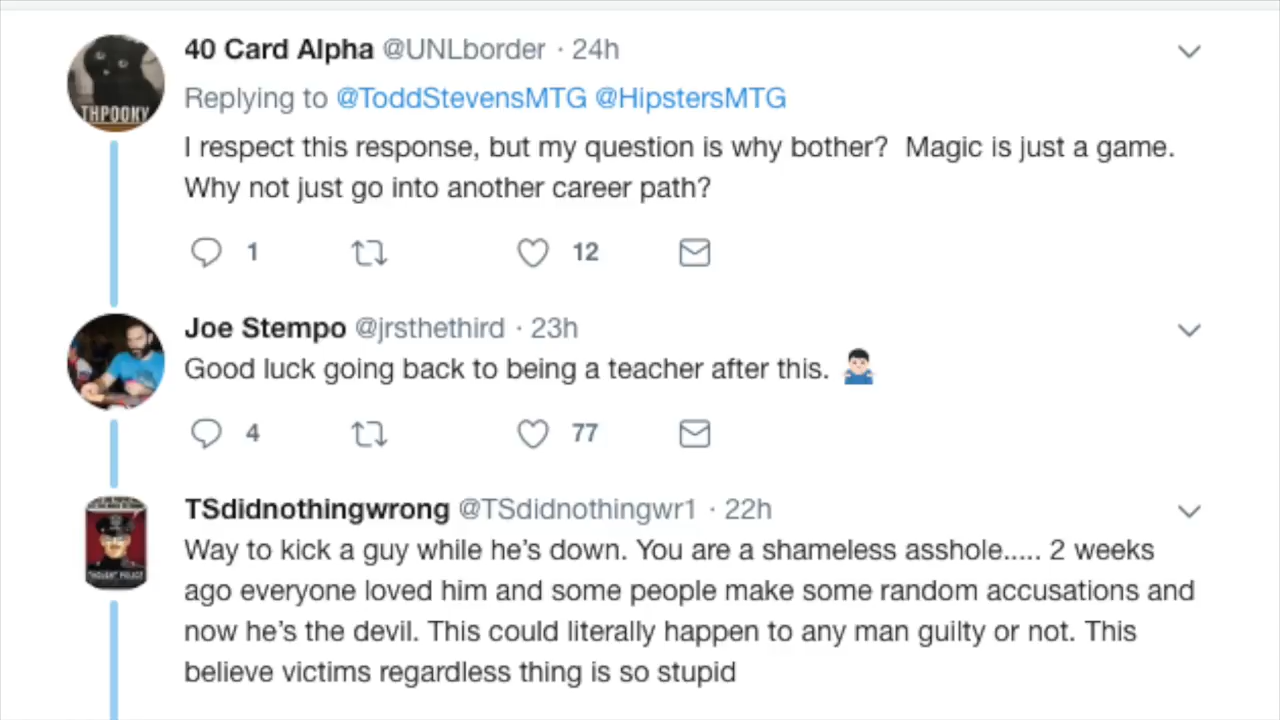 40 Card Alpha @UNLborder · 24h
Replying to @ToddStevensMTG @HipstersMTG
I respect this response, but my question is why bother?  Magic is just a game.
Why not just go into another career path?
1 12
THPOOKY
Joe Stempo @jrsthethird · 23h
Good luck going back to being a teacher after this.
4 77
TSdidnothingwrong @TSdidnothingwr1 · 22h
Way to kick a guy while he’s down. You are a shameless asshole..... 2 weeks
ago everyone loved him and some people make some random accusations and
now he’s the devil. This could literally happen to any man guilty or not. This
believe victims regardless thing is so stupid
THOUGHT POLICE